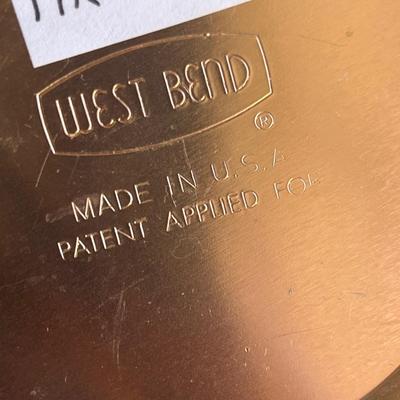 WEST BEND
®
MADE IN U.S.A
PATENT APPLIED FOR